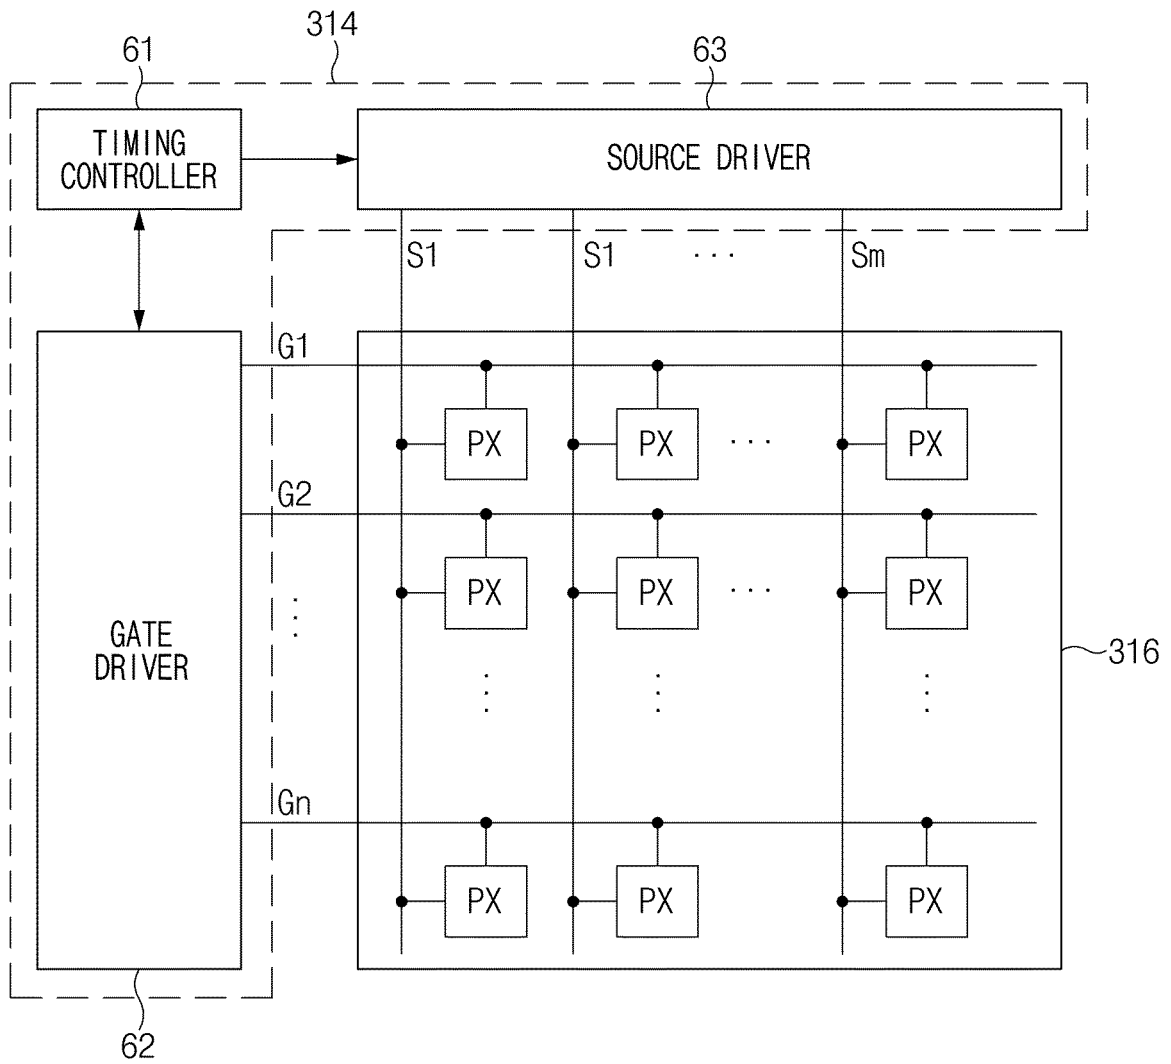 314
61
63
TIMING
CONTROLLER
SOURCE DRIVER
S1 S1 ... Sm
G1
PX PX ... PX
G2
PX PX ... PX
GATE
DRIVER
316
Gn
PX PX PX
62